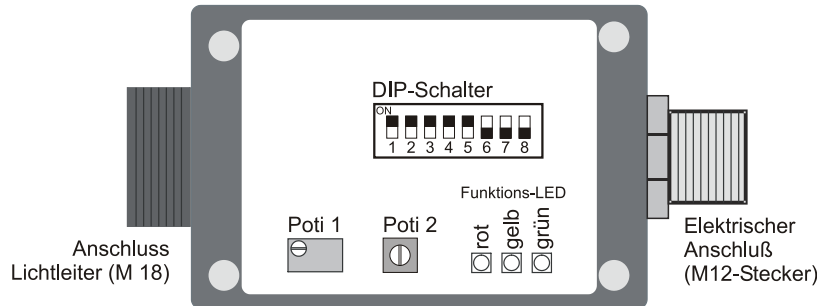 DIP-Schalter
ON
1 2 3 4 5 6 7 8
Funktions-LED
Poti 1
Poti 2
rot
gelb
grün
Anschluss
Lichtleiter (M 18)
Elektrischer
Anschluß
(M12-Stecker)